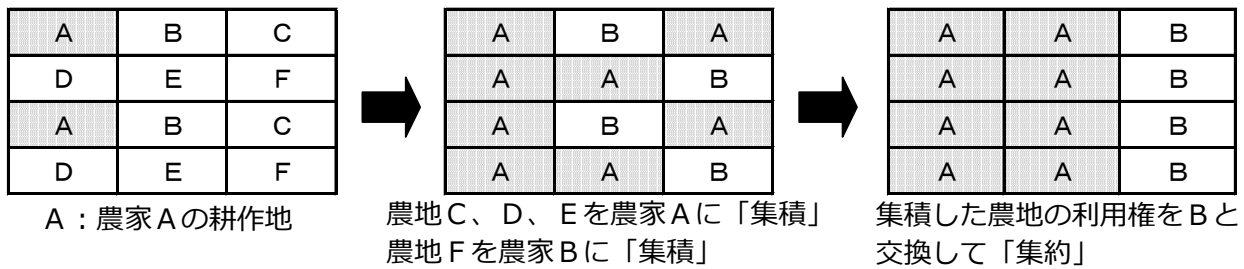 A B C
D E F
A B C
D E F
A:農家Aの耕作地
A B A
A A B
A B A
A A B
農地C、D、Eを農家Aに「集積」
農地Fを農家Bに「集積」
A A B
A A B
A A B
A A B
集積した農地の利用権をBと
交換して「集約」